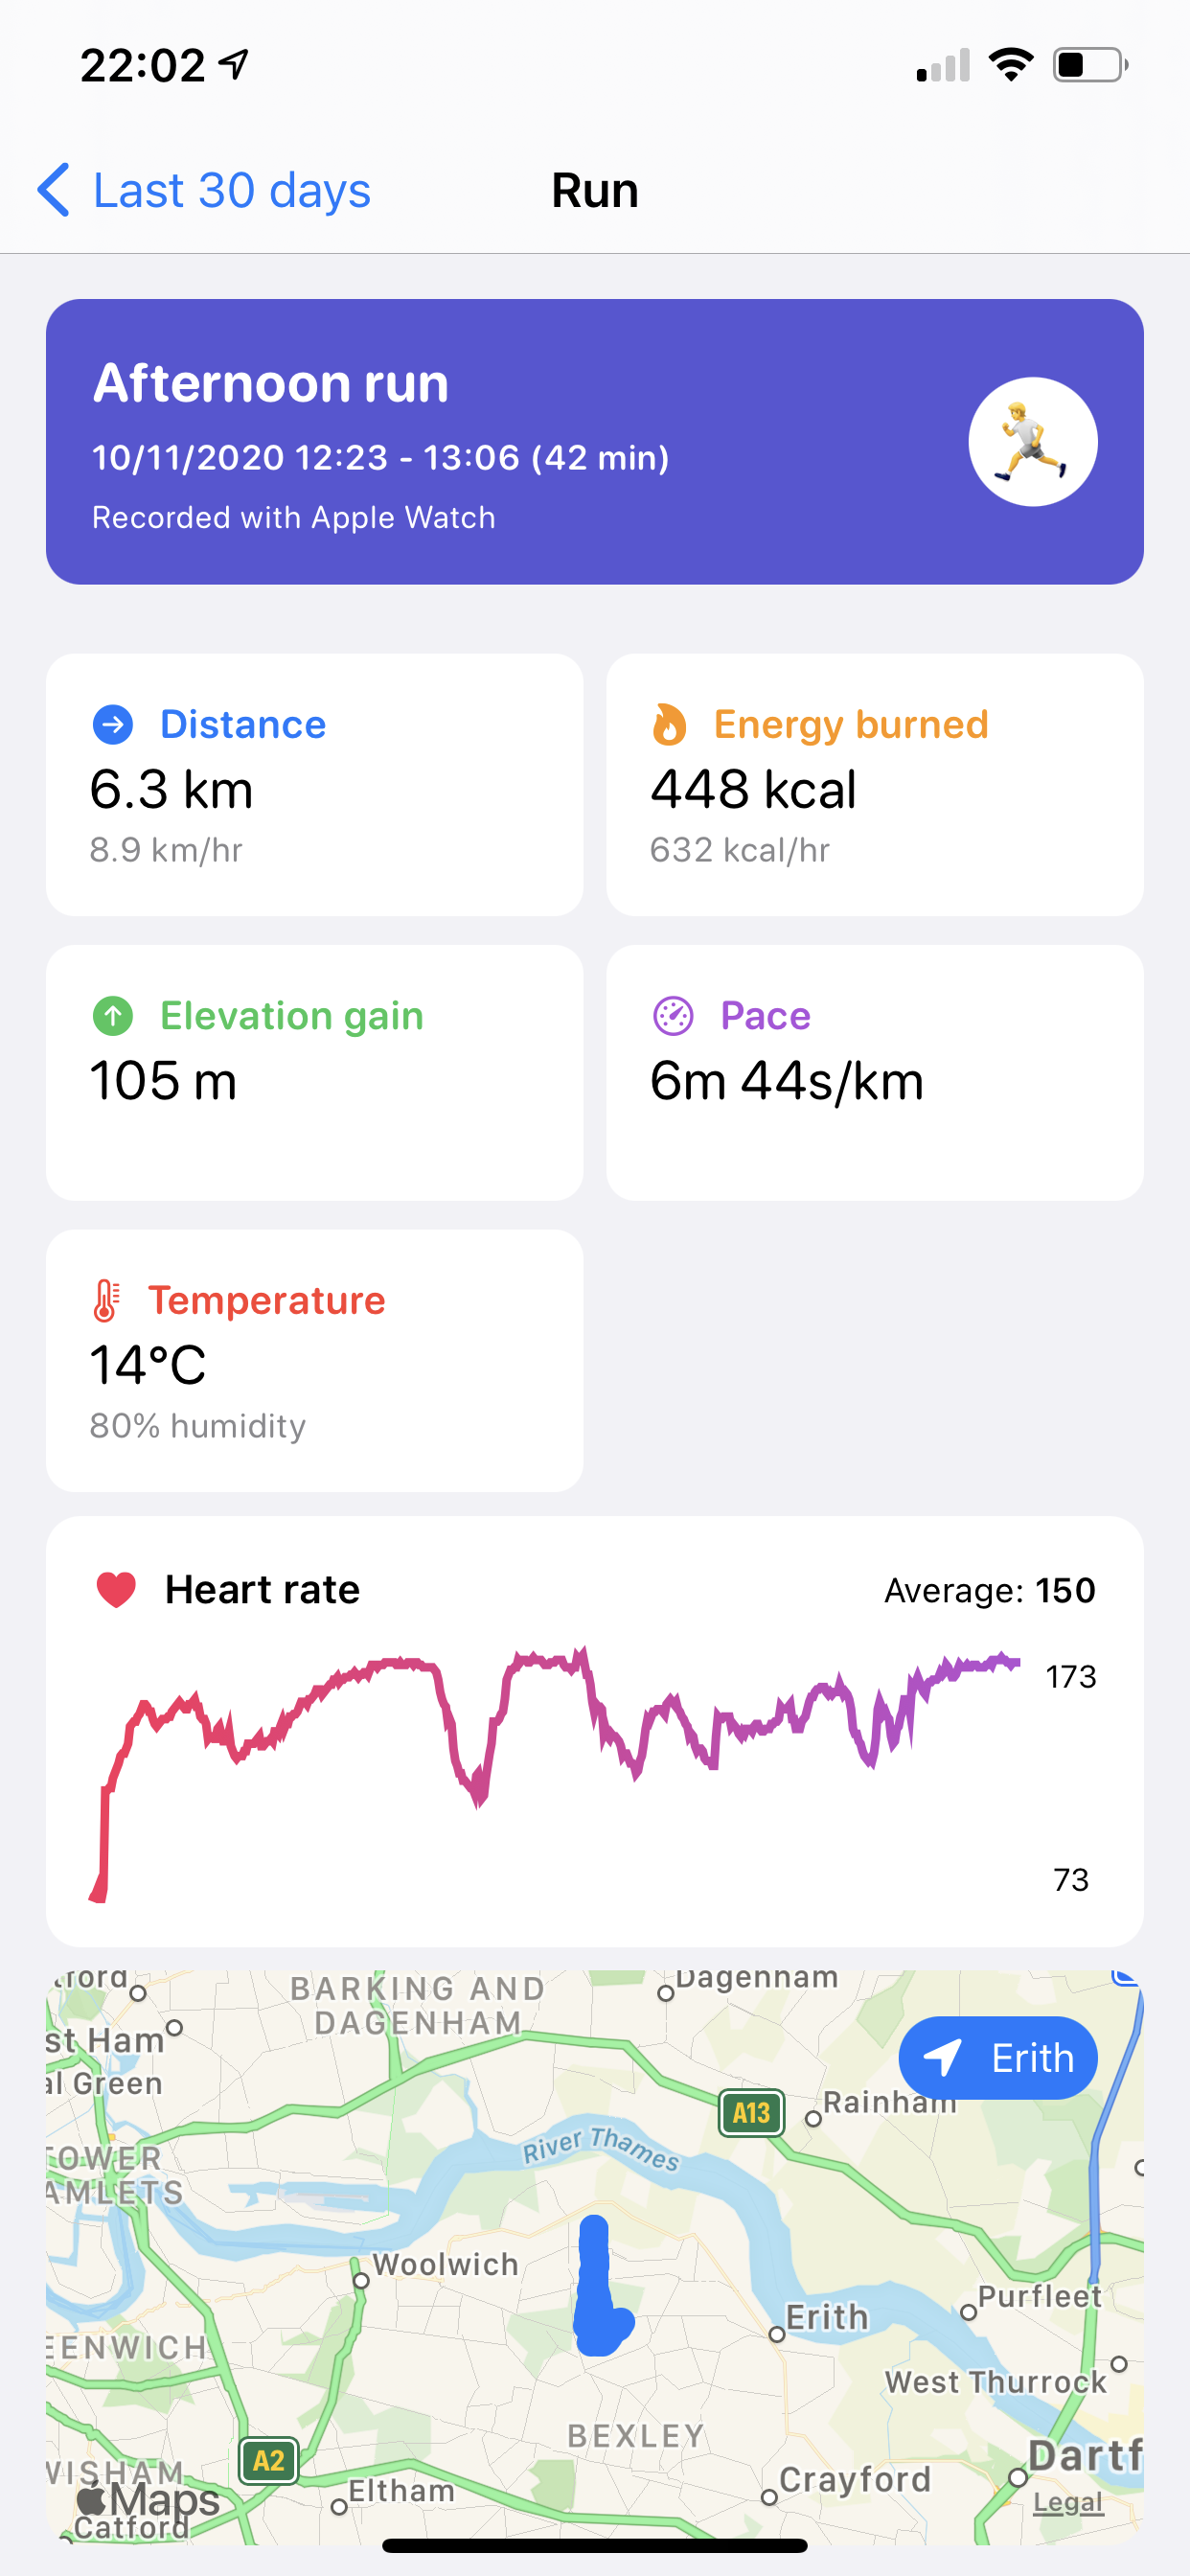 22:02
Last 30 days
Run
Afternoon run
10/11/2020 12:23 - 13:06 (42 min)
Recorded with Apple Watch
Distance
6.3 km
8.9 km/hr
Energy burned
448 kcal
632 kcal/hr
Elevation gain
105 m
Pace
6m 44s/km
Temperature
14°C
80% humidity
Heart rate
Average: 150
173
73
tford
BARKING AND
DAGENHAM
Dagenham
st Ham
al Green
Erith
A13
Rainham
TOWER
AMLETS
River Thames
Woolwich
Erith
Purfleet
EENWICH
West Thurrock
BEXLEY
A2
WISHAM
Dartf
Crayford
Eltham
Maps
Legal
Catford